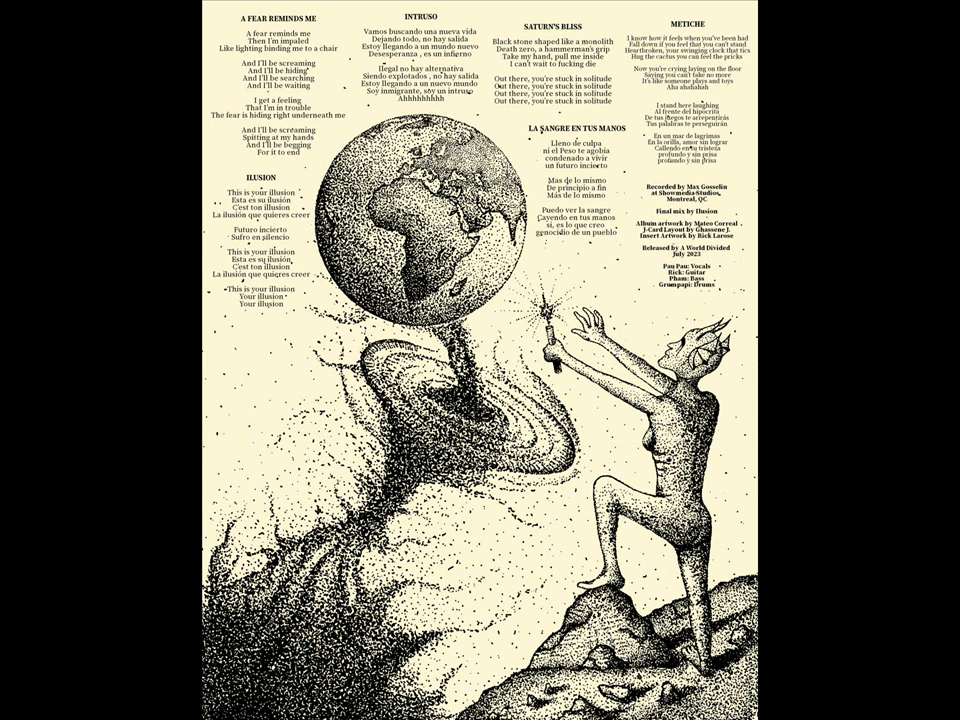 A FEAR REMINDS ME
A fear reminds me
Then I'm impaled
Like lighting binding me to a chair
And I'll be screaming
And I'll be hiding
And I'll be searching
And I'll be waiting
I get a feeling
That I'm in trouble
The fear is hiding right underneath me
And I'll be screaming
Spitting at my hands
And I'll be begging
For it to end
ILUSION
This is your illusion
Esta es su ilusión
C'est ton illusion
La ilusión que quieres creer
Futuro incierto
Sufro en silencio
This is your illusion
Esta es su ilusión
C'est ton illusion
La ilusión que quieres creer
This is your illusion
Your illusion
Your illusion
INTRUSO
Vamos buscando una nueva vida
Dejando todo, no hay salida
Estoy llegando a un mundo nuevo
Desesperanza , es un infierno
Ilegal no hay alternativa
Siendo explotados , no hay salida
Estoy llegando a un nuevo mundo
Soy inmigrante, soy un intruso
Ahhhhhhhhh
SATURN'S BLISS
Black stone shaped like a monolith
Death zero, a hammerman's grip
Take my hand, pull me inside
I can't wait to fucking die
Out there, you're stuck in solitude
Out there, you're stuck in solitude
Out there, you're stuck in solitude
Out there, you're stuck in solitude
LA SANGRE EN TUS MANOS
Lleno de culpa
ni el Peso te agobia
condenado a vivir
un futuro incierto
Mas de lo mismo
De principio a fin
Más de lo mismo
Puedo ver la sangre
Cayendo en tus manos
si, es lo que creo
genocidio de un pueblo
METICHE
I know how it feels when you've been had
Fall down if you feel that you can't stand
Heartbroken, your swinging clock that tics
Hug the cactus you can feel the pricks
Now you're crying laying on the floor
Saying you can't take no more
It's like someone plays and toys
Aha ahahahah
I stand here laughing
Al frente del hipócrita
De tus juegos te arrepentirás
Tus palabras te perseguirán
En un mar de lagrimas
En la orilla, amor sin lograr
Callendo en tu tristeza
profundo y sin prisa
profundo y sin prisa
Recorded by Max Gosselin
at Showmedia Studios,
Montreal, QC
Final mix by Ilusion
Album artwork by Mateo Correal
J-Card Layout by Ghassene J.
Insert Artwork by Rick Larose
Released by A World Divided
July 2023
Pau Pau: Vocals
Rick: Guitar
Pham: Bass
Grumpapi: Drums